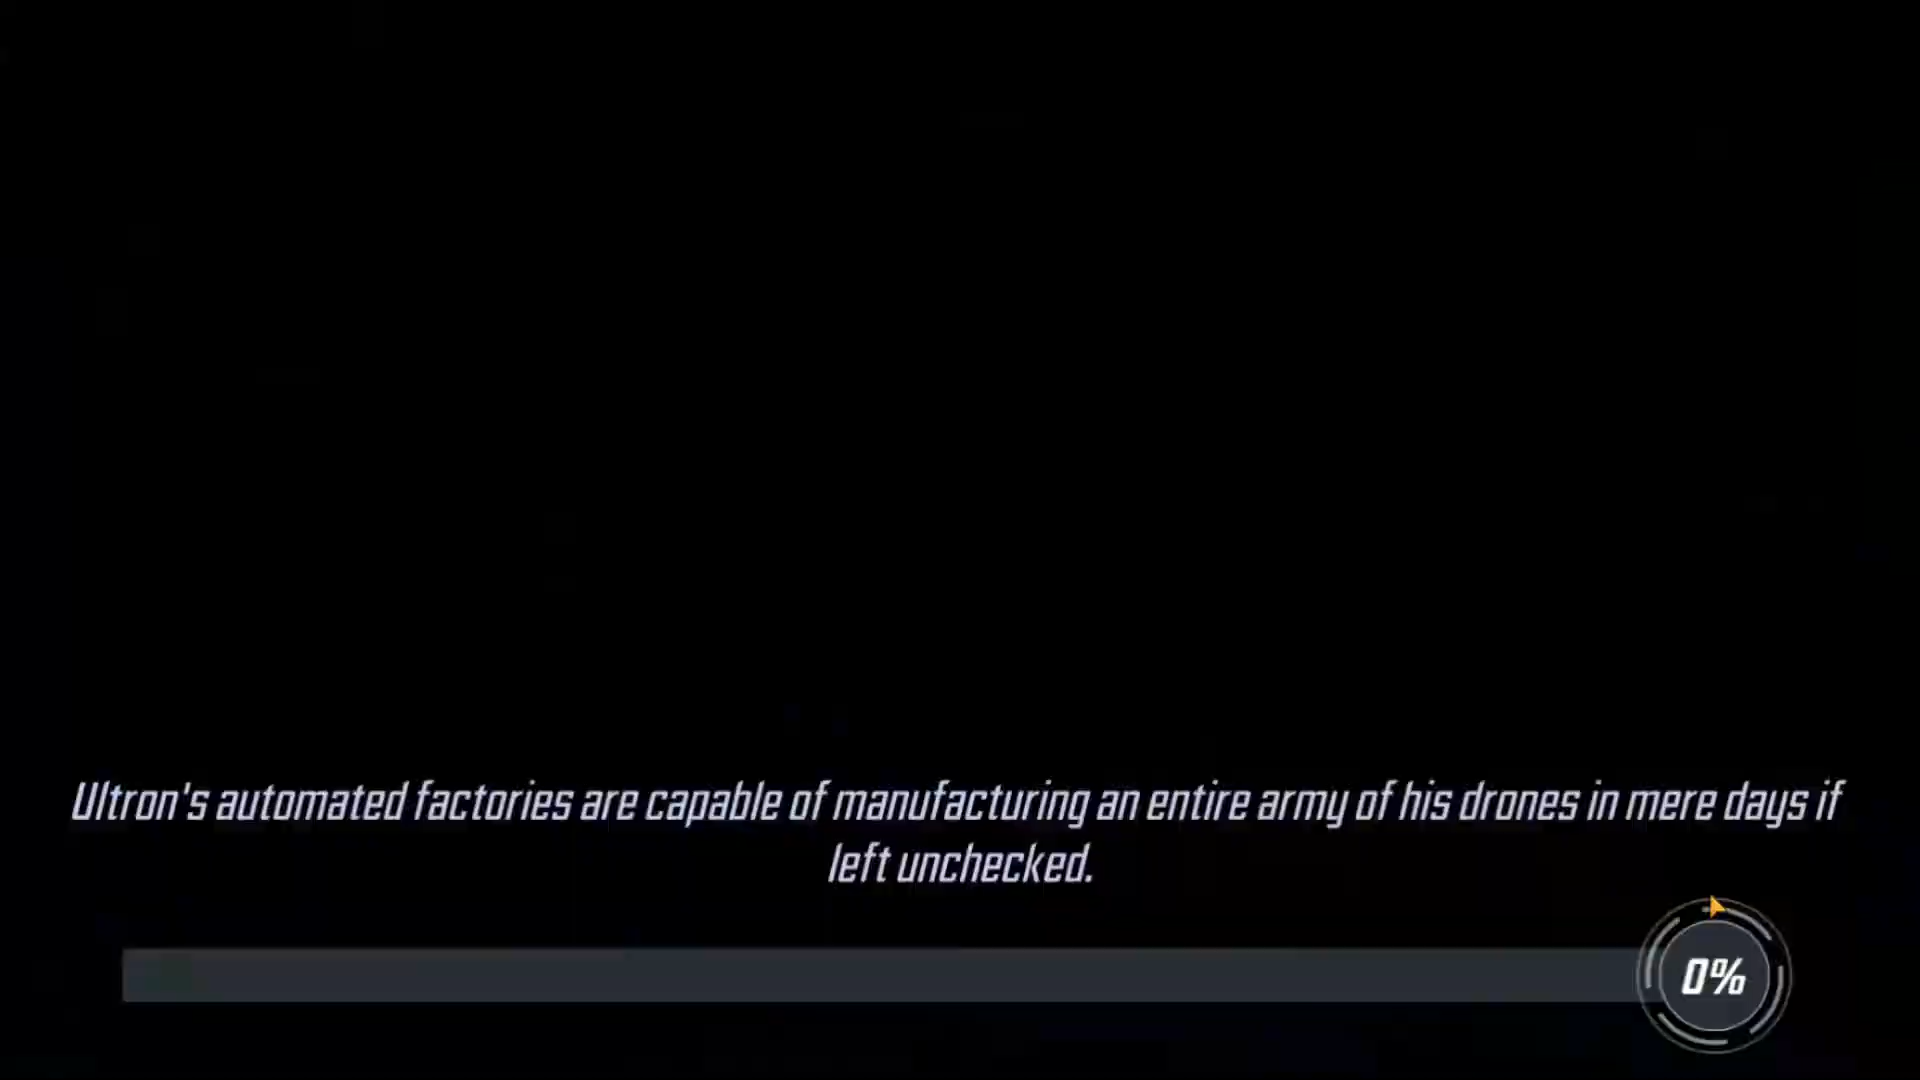 Ultron's automated factories are capable of manufacturing an entire army of his drones in mere days if
left unchecked.
0%